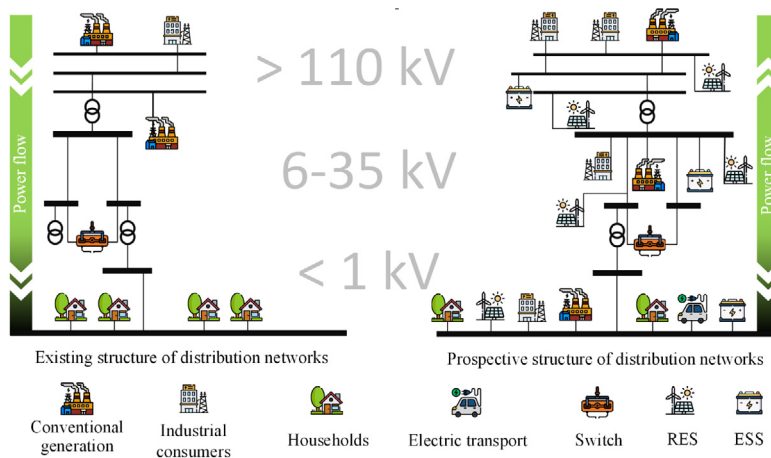 > 110 kV
Power flow
6-35 kV
Power flow
< 1 kV
Existing structure of distribution networks
Prospective structure of distribution networks
Conventional
generation
Industrial
consumers
Households
Electric transport
Switch
RES
ESS